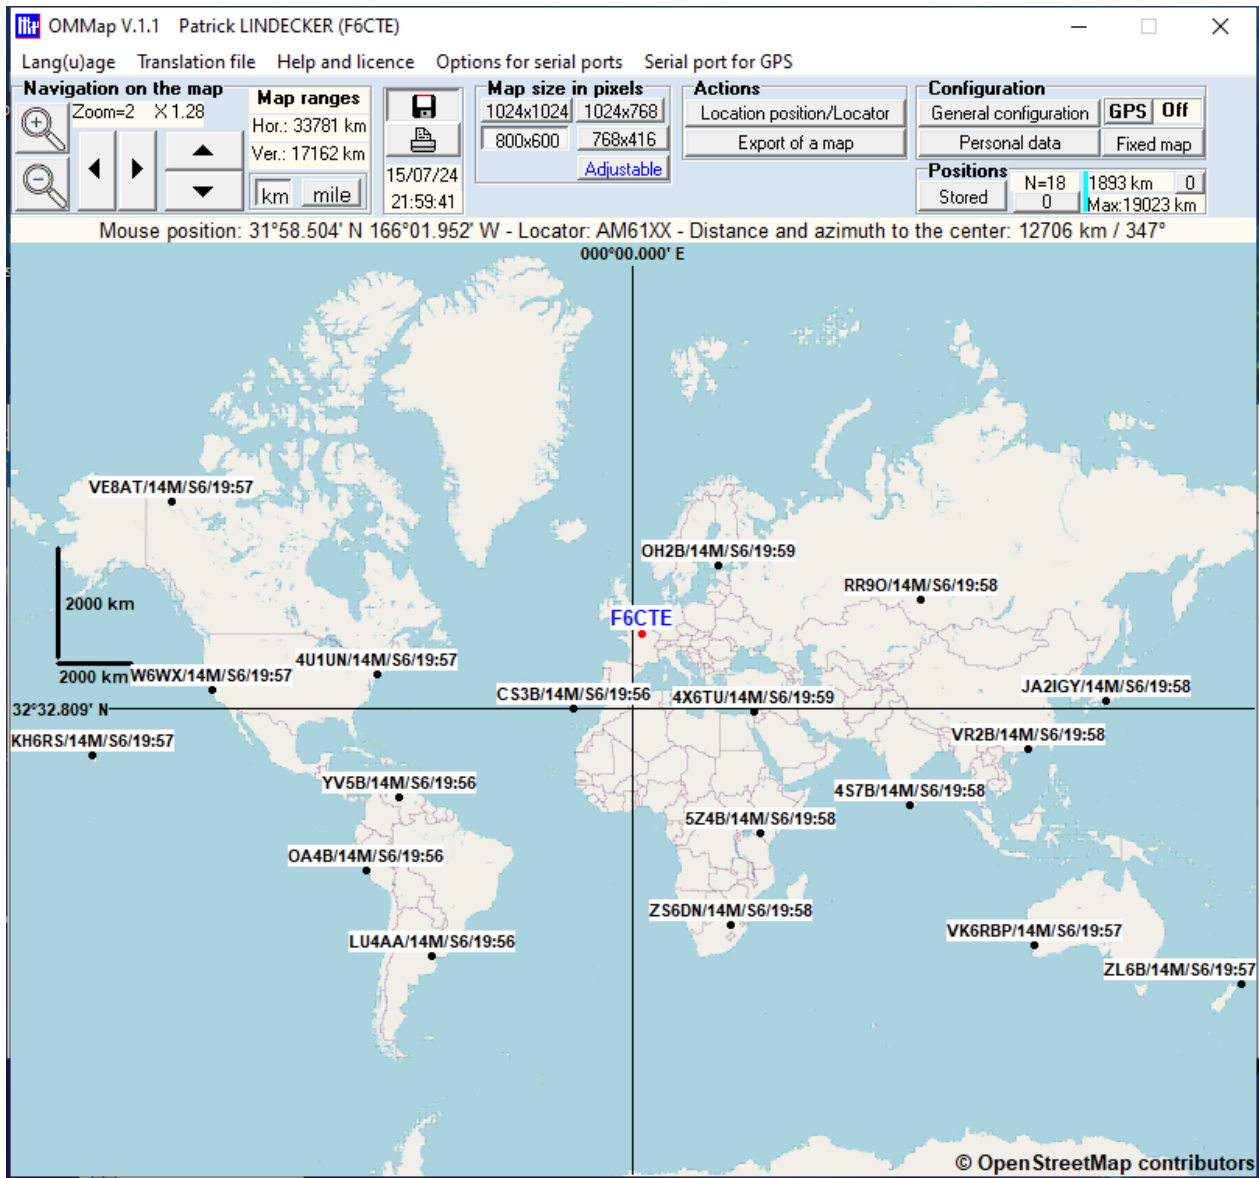 OMMap V.1.1 Patrick LINDECKER (F6CTE)
Lang(u)age Translation file Help and licence Options for serial ports Serial port for GPS
Navigation on the map
Zoom=2 X 1.28
Map ranges
Hor.: 33781 km
Ver.: 17162 km
km mile
15/07/24
21:59:41
Map size in pixels
1024x1024 1024x768
800x600 768x416
Adjustable
Actions
Location position/Locator
Export of a map
Configuration
General configuration GPS Off
Personal data Fixed map
Positions
Stored N=18 1893 km 0
0 Max:19023 km
Mouse position: 31°58.504' N 166°01.952' W - Locator: AM61XX - Distance and azimuth to the center: 12706 km / 347°
000°00.000' E
VE8AT/14M/S6/19:57
OH2B/14M/S6/19:59
RR9O/14M/S6/19:58
2000 km
F6CTE
4U1UN/14M/S6/19:57
2000 km
W6WX/14M/S6/19:57
CS3B/14M/S6/19:56
4X6TU/14M/S6/19:59
JA2IGY/14M/S6/19:58
32°32.809' N
KH6RS/14M/S6/19:57
VR2B/14M/S6/19:58
YV5B/14M/S6/19:56
4S7B/14M/S6/19:58
5Z4B/14M/S6/19:58
OA4B/14M/S6/19:56
ZS6DN/14M/S6/19:58
VK6RBP/14M/S6/19:57
LU4AA/14M/S6/19:56
ZL6B/14M/S6/19:57
© OpenStreetMap contributors